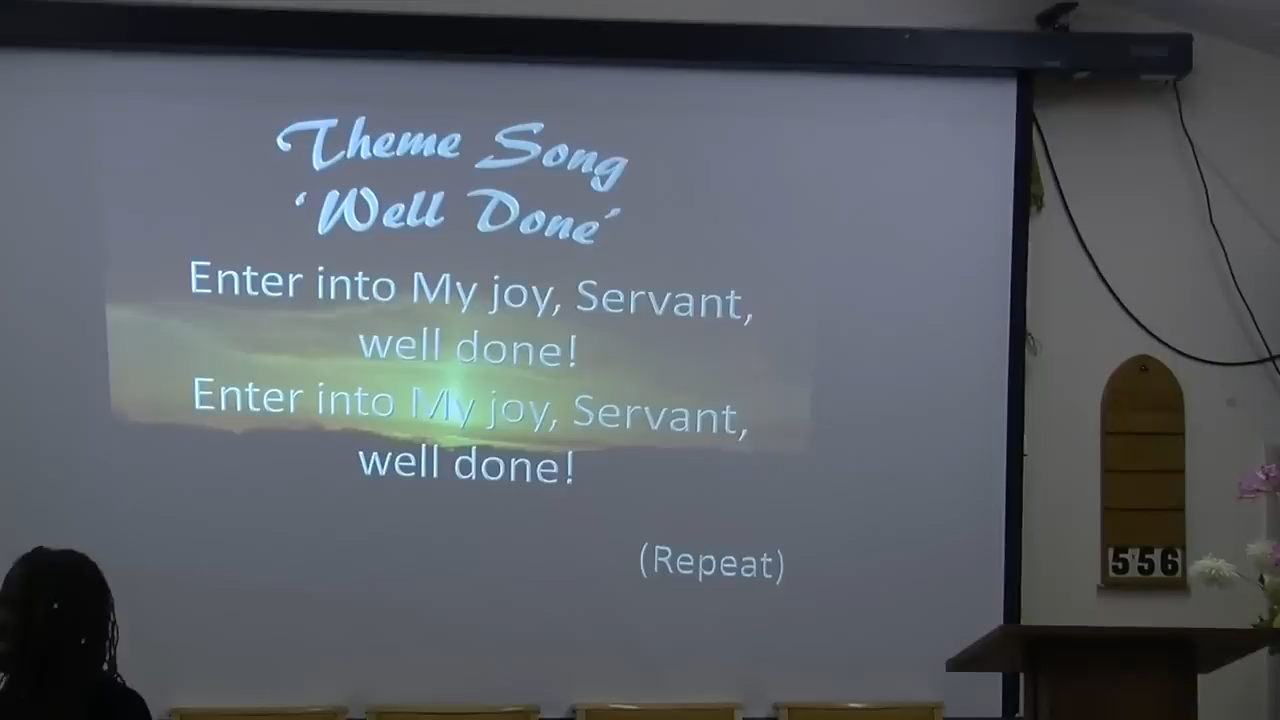 Theme Song
‘Well Done’
Enter into My joy, Servant,
well done!
Enter into My joy, Servant,
well done!
(Repeat)
556